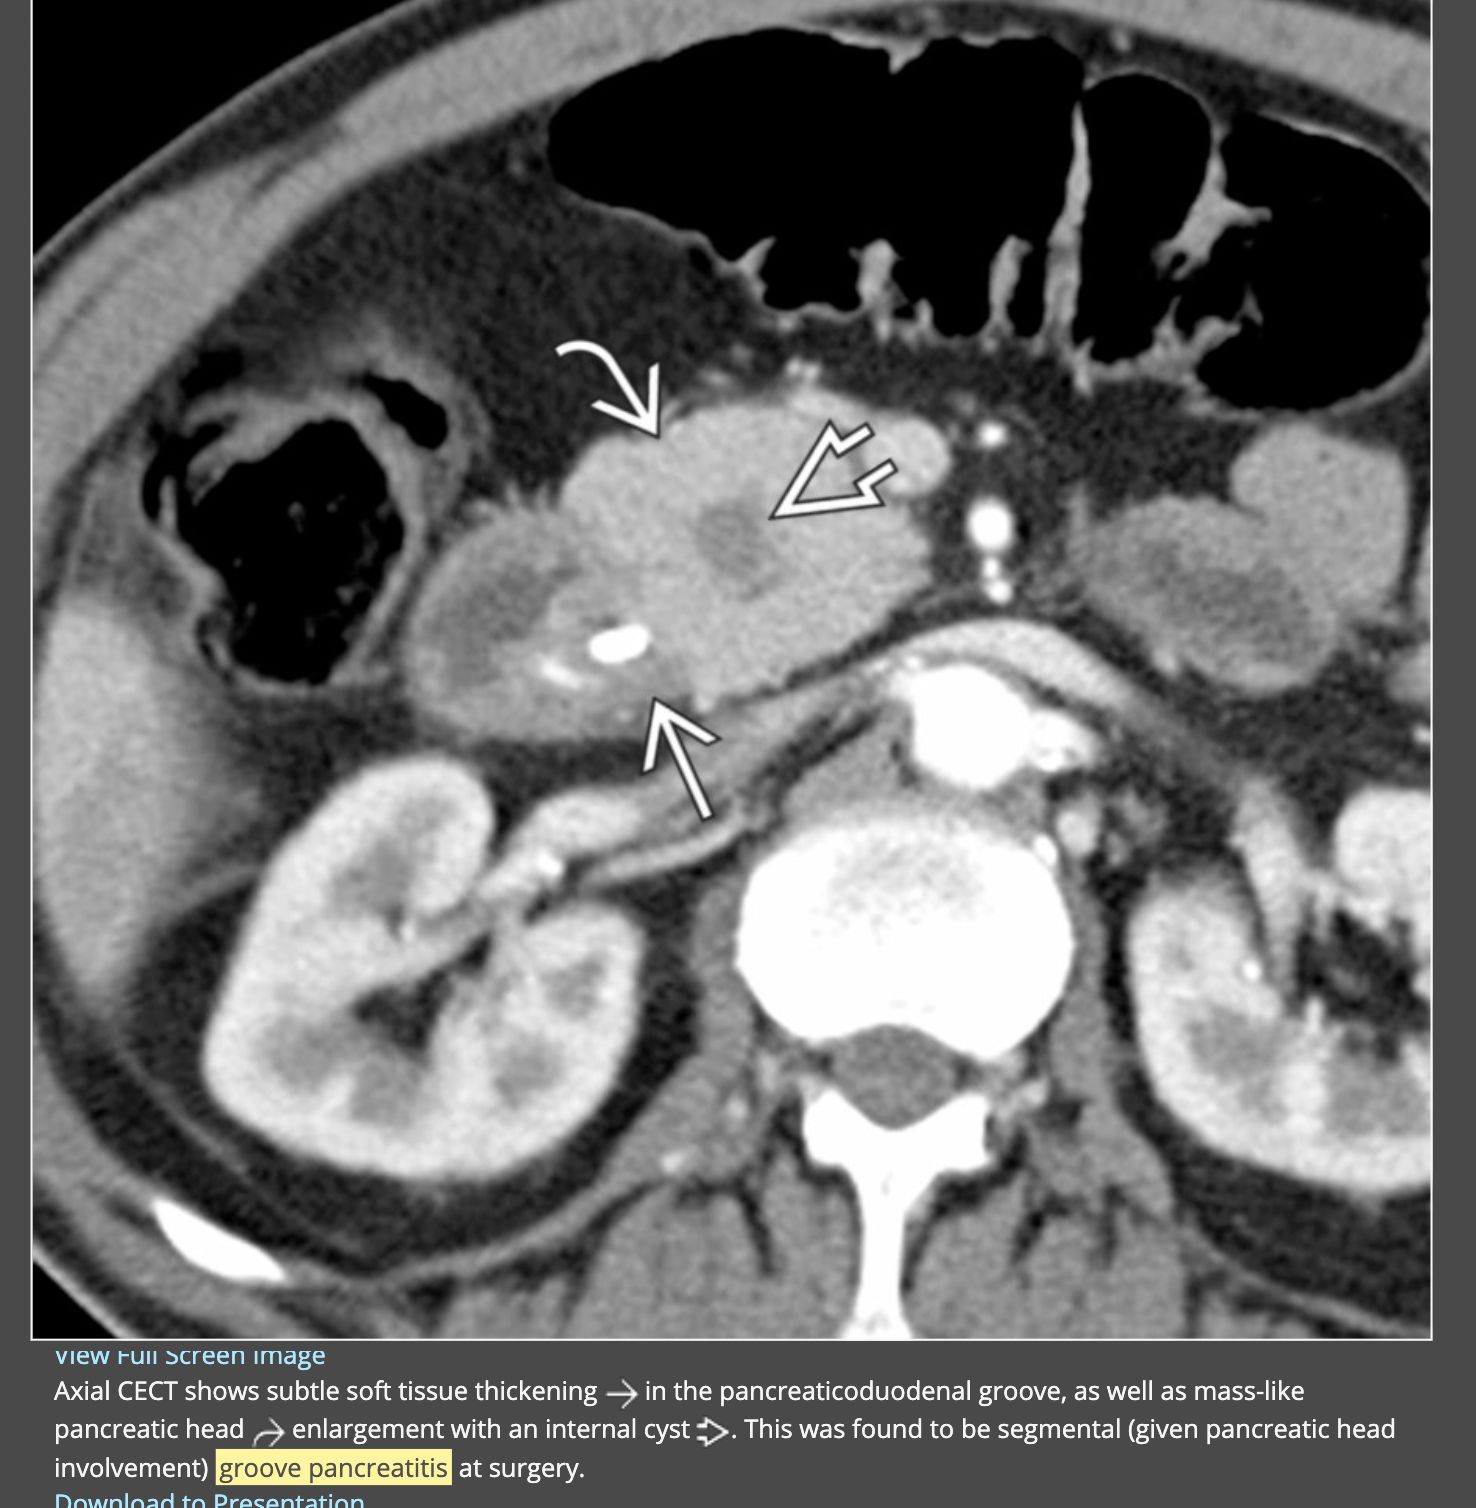 View Full Screen Image
Axial CECT shows subtle soft tissue thickening → in the pancreaticoduodenal groove, as well as mass-like
pancreatic head enlargement with an internal cyst. This was found to be segmental (given pancreatic head
involvement) groove pancreatitis at surgery.
Download to Presentation